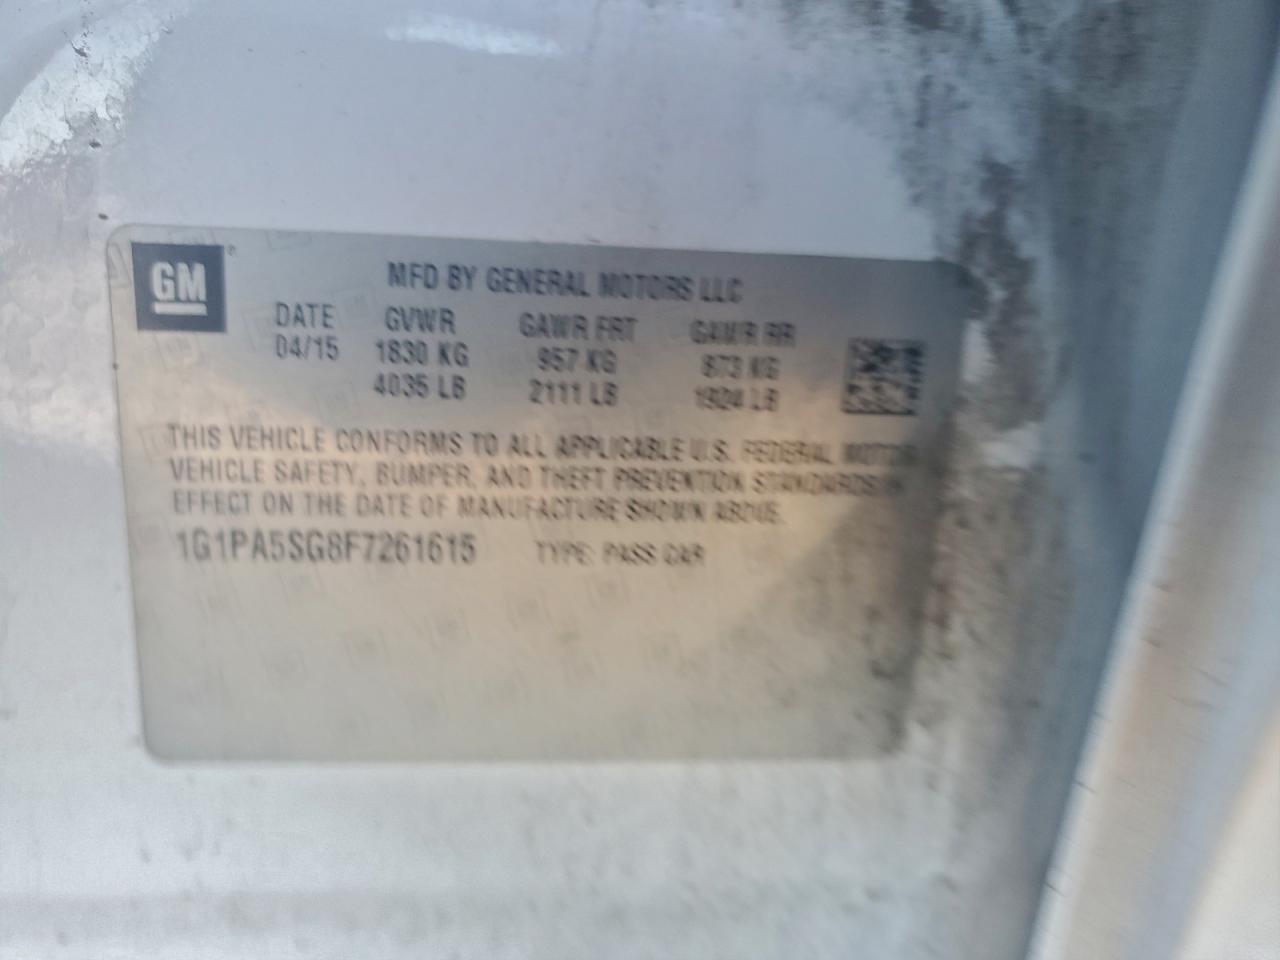 GM
MFD BY GENERAL MOTORS LLC
DATE GVWR GAWR FRT GAWR RR
04/15 1830 KG 957 KG 873 KG
4035 LB 2111 LB 1924 LB
THIS VEHICLE CONFORMS TO ALL APPLICABLE U.S. FEDERAL MOTOR
VEHICLE SAFETY, BUMPER, AND THEFT PREVENTION STANDARDS IN
EFFECT ON THE DATE OF MANUFACTURE SHOWN ABOVE.
1G1PA5SG8F7261615 TYPE: PASS CAR